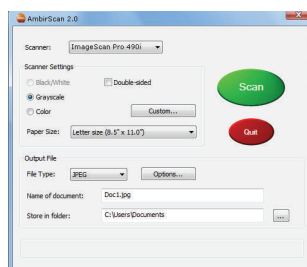 AmbirScan 2.0
Scanner: ImageScan Pro 490i
Scanner Settings
Black/White Double-sided
Grayscale
Color Custom...
Paper Size: Letter size (8.5" x 11.0")
Scan
Quit
Output File
File Type: JPEG Options...
Name of document: Doc1.jpg
Store in folder: C:\Users\Documents ...